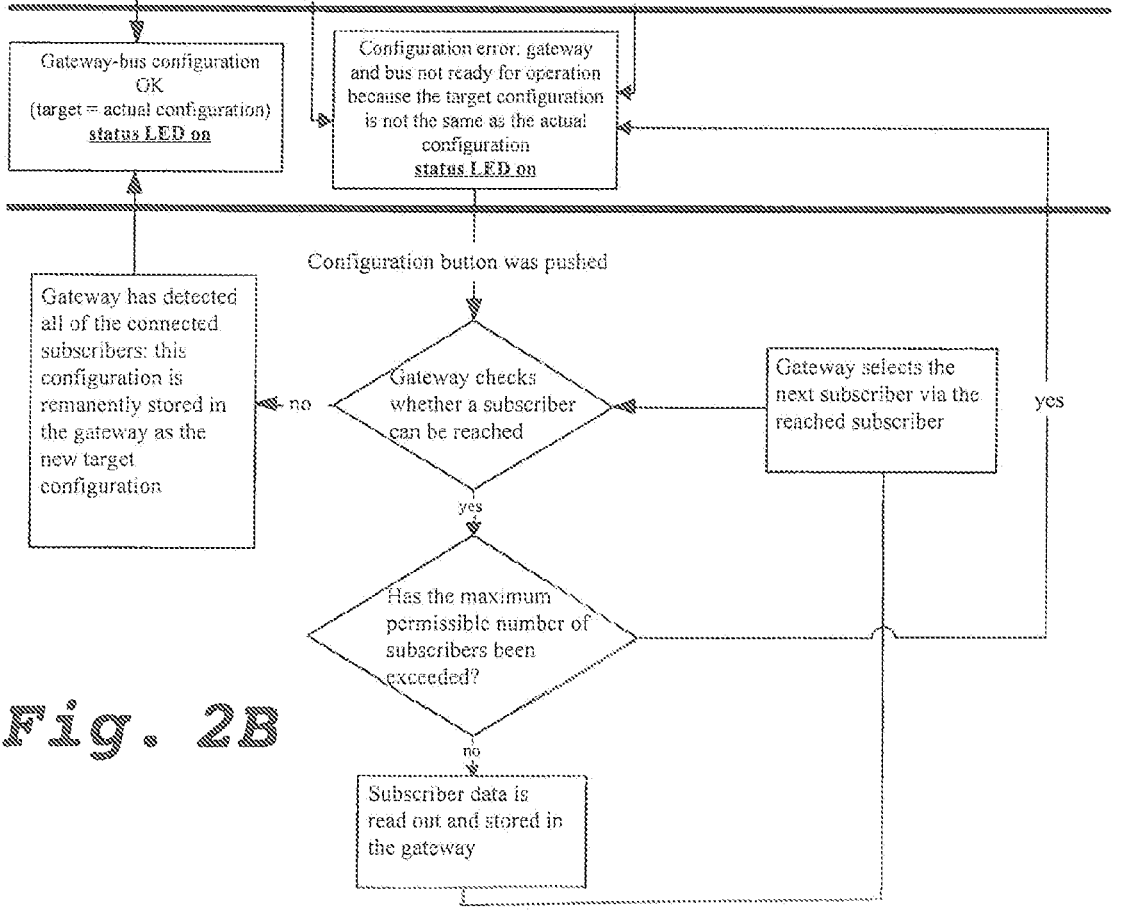 Gateway-bus configuration
OK
(target = actual configuration)
status LED on
Configuration error: gateway
and bus not ready for operation
because the target configuration
is not the same as the actual
configuration
status LED on
Configuration button was pushed
Gateway has detected
all of the connected
subscribers: this
configuration is
remanently stored in
the gateway as the
new target
configuration
no
Gateway checks
whether a subscriber
can be reached
Gateway selects the
next subscriber via the
reached subscriber
yes
yes
Has the maximum
permissible number of
subscribers been
exceeded?
Fig. 2B
no
Subscriber data is
read out and stored in
the gateway